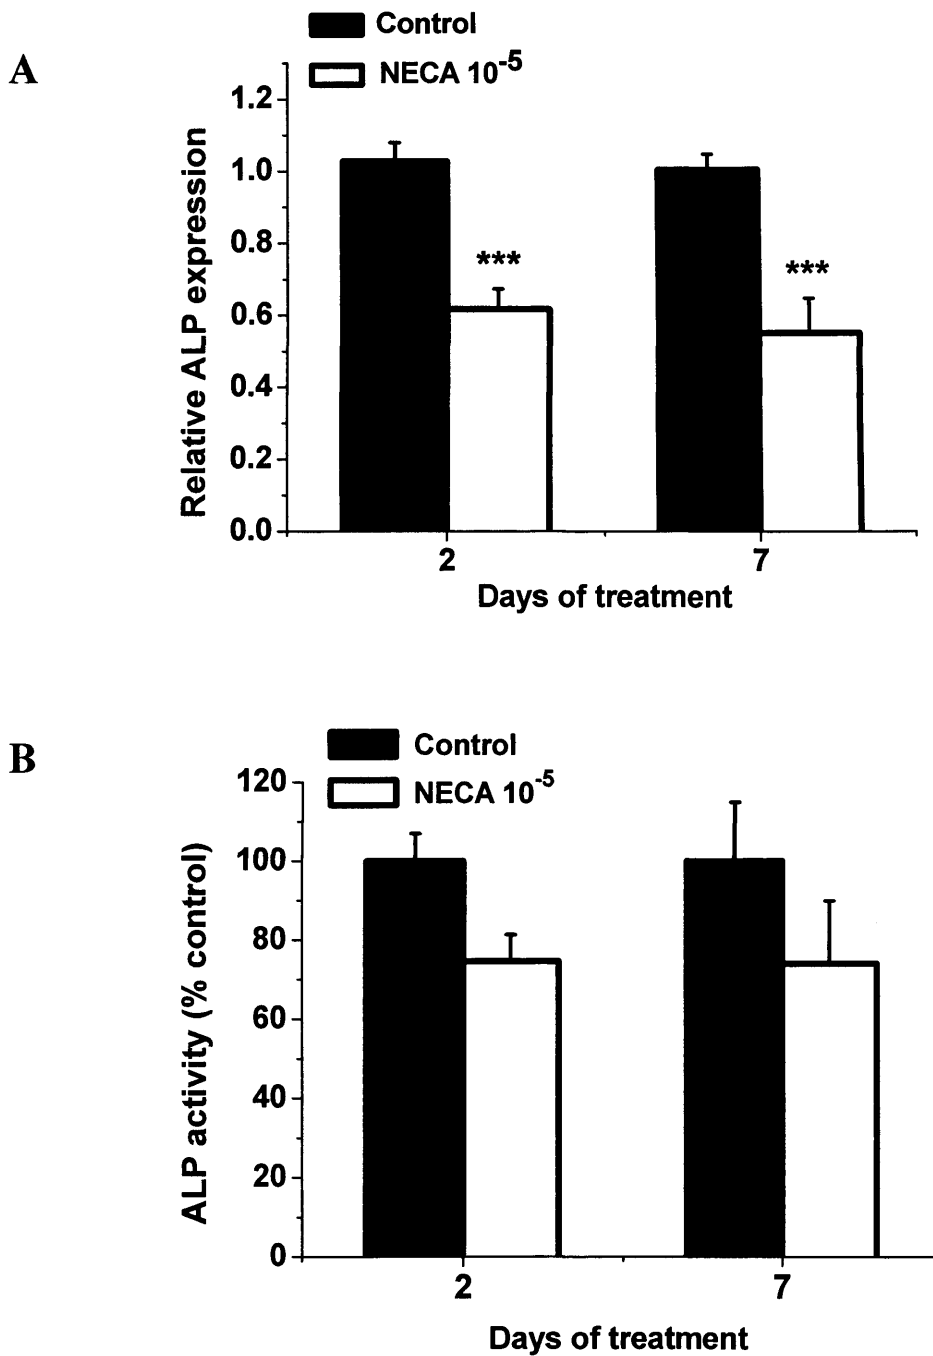 A
Control
NECA 10-5
1.2
1.0
0.8
0.6
0.4
0.2
0.0
Relative ALP expression
***
***
2
7
Days of treatment
B
Control
NECA 10-5
120
100
80
60
40
20
0
ALP activity (% control)
2
7
Days of treatment